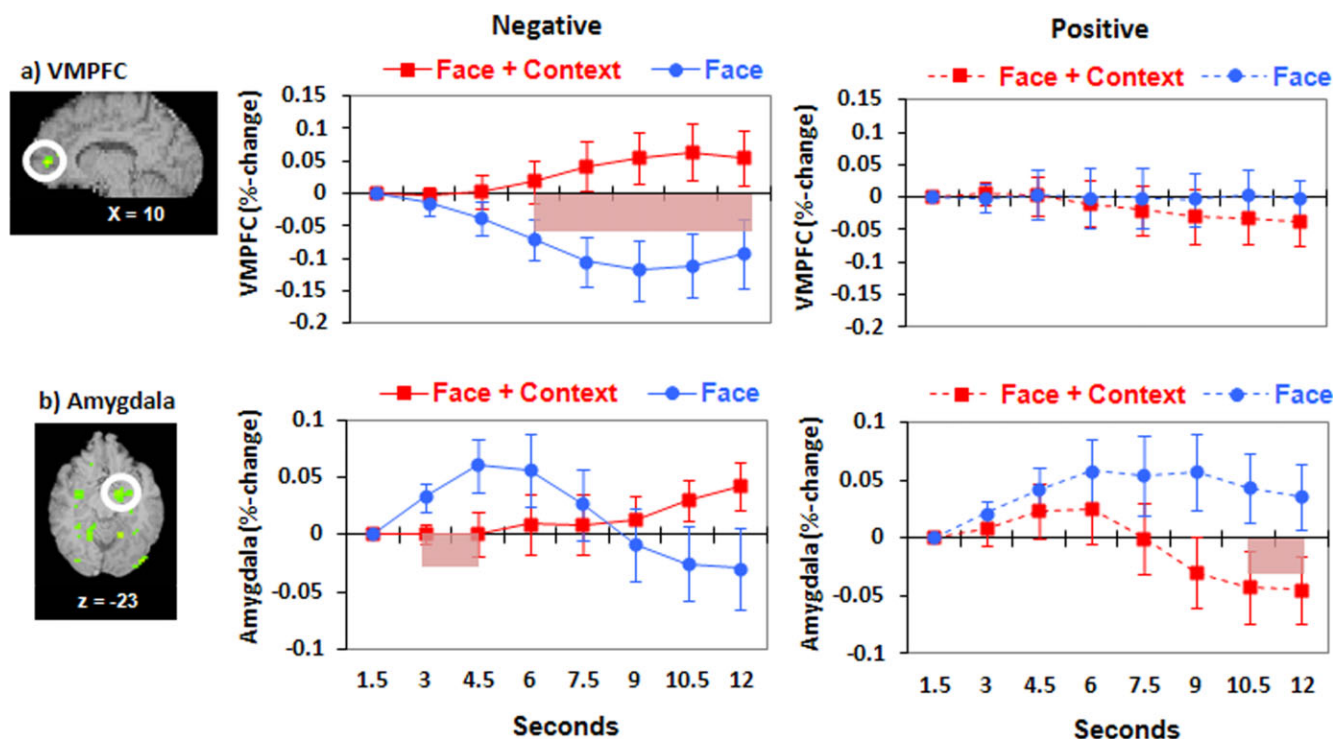 Negative
Positive
a) VMPFC
Face + Context Face
Face + Context Face
X = 10
VMPFC (%-change)
0.15
0.1
0.05
0
-0.05
-0.1
-0.15
-0.2
VMPFC (%-change)
0.15
0.1
0.05
0
-0.05
-0.1
-0.15
-0.2
b) Amygdala
Face + Context Face
Face + Context Face
z = -23
Amygdala (%-change)
0.1
0.05
0
-0.05
-0.1
1.5 3 4.5 6 7.5 9 10.5 12
Seconds
Amygdala (%-change)
0.1
0.05
0
-0.05
-0.1
1.5 3 4.5 6 7.5 9 10.5 12
Seconds